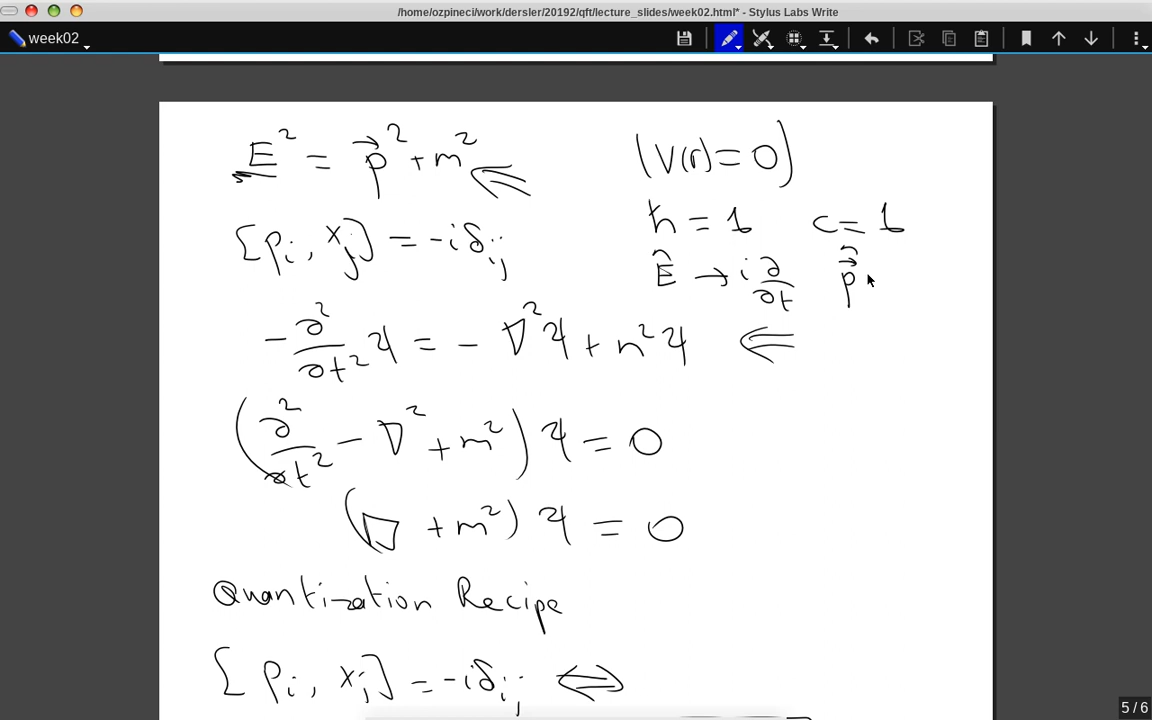 /home/ozpineci/work/dersler/20192/qft/lecture_slides/week02.html* - Stylus Labs Write
week02
E² = p⃗² + m² ⇐ (V(r) = 0)
[pᵢ, xⱼ] = -iδᵢⱼ ħ = 1 c = 1
Ê → i ∂/∂t p⃗̂
-∂²/∂t² ψ = - ∇²ψ + m²ψ ⇐
(∂²/∂t² - ∇² + m²) ψ = 0
(□ + m²) ψ = 0
Quantization Recipe
[pᵢ, xⱼ] = -iδᵢⱼ ⇔
5 / 6